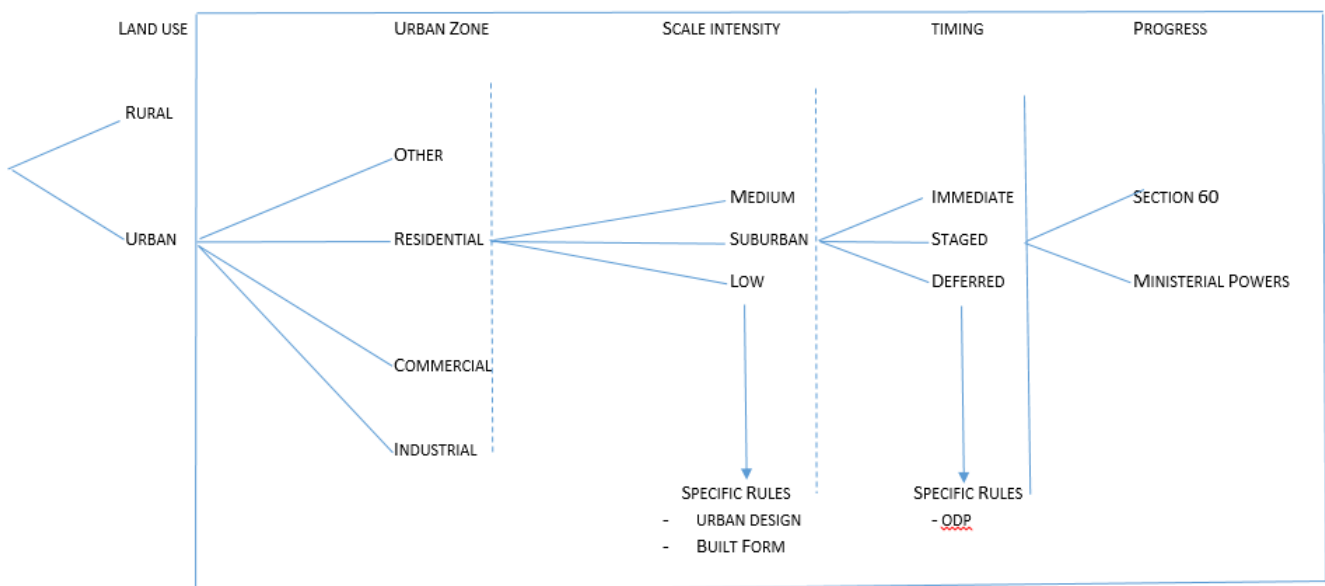 LAND USE
URBAN ZONE
SCALE INTENSITY
TIMING
PROGRESS
RURAL
OTHER
MEDIUM
IMMEDIATE
SECTION 60
URBAN
RESIDENTIAL
SUBURBAN
STAGED
LOW
DEFERRED
MINISTERIAL POWERS
COMMERCIAL
INDUSTRIAL
SPECIFIC RULES
- URBAN DESIGN
- BUILT FORM
SPECIFIC RULES
- ODP